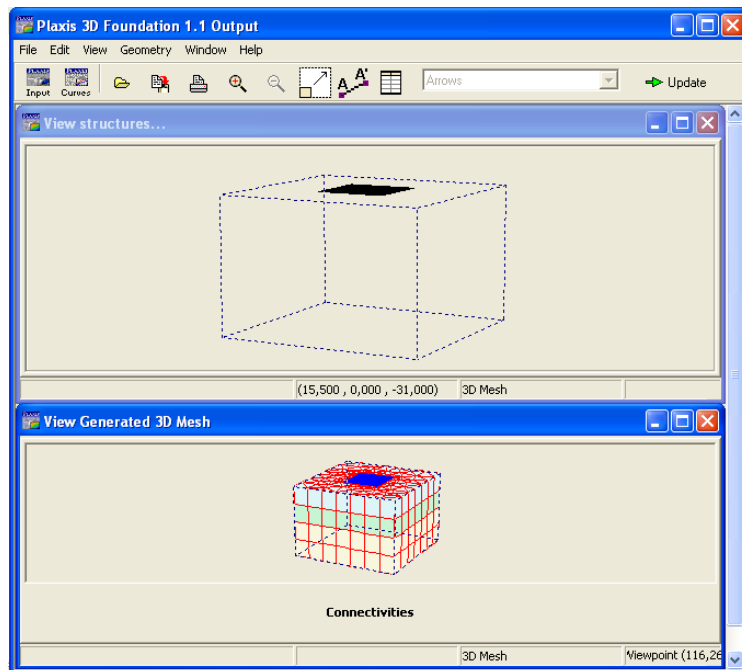 Plaxis 3D Foundation 1.1 Output
File Edit View Geometry Window Help
Input Curves Arrows Update
View structures...
(15,500 , 0,000 , -31,000) 3D Mesh
View Generated 3D Mesh
Connectivities
3D Mesh Viewpoint (116,26